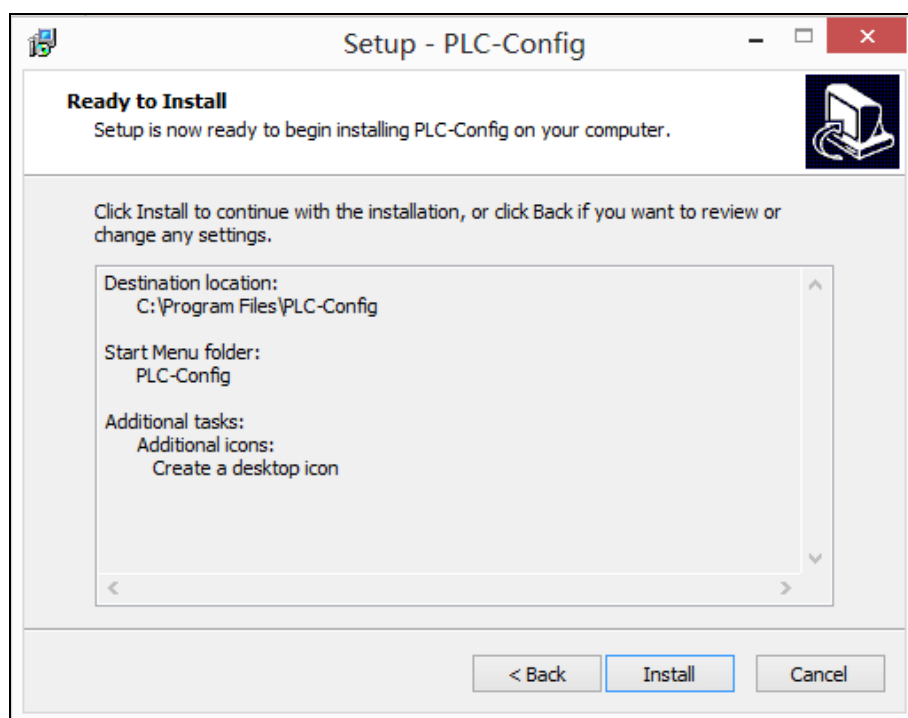 Setup - PLC-Config
Ready to Install
Setup is now ready to begin installing PLC-Config on your computer.
Click Install to continue with the installation, or click Back if you want to review or
change any settings.
Destination location:
C:\Program Files\PLC-Config
Start Menu folder:
PLC-Config
Additional tasks:
Additional icons:
Create a desktop icon
< Back
Install
Cancel